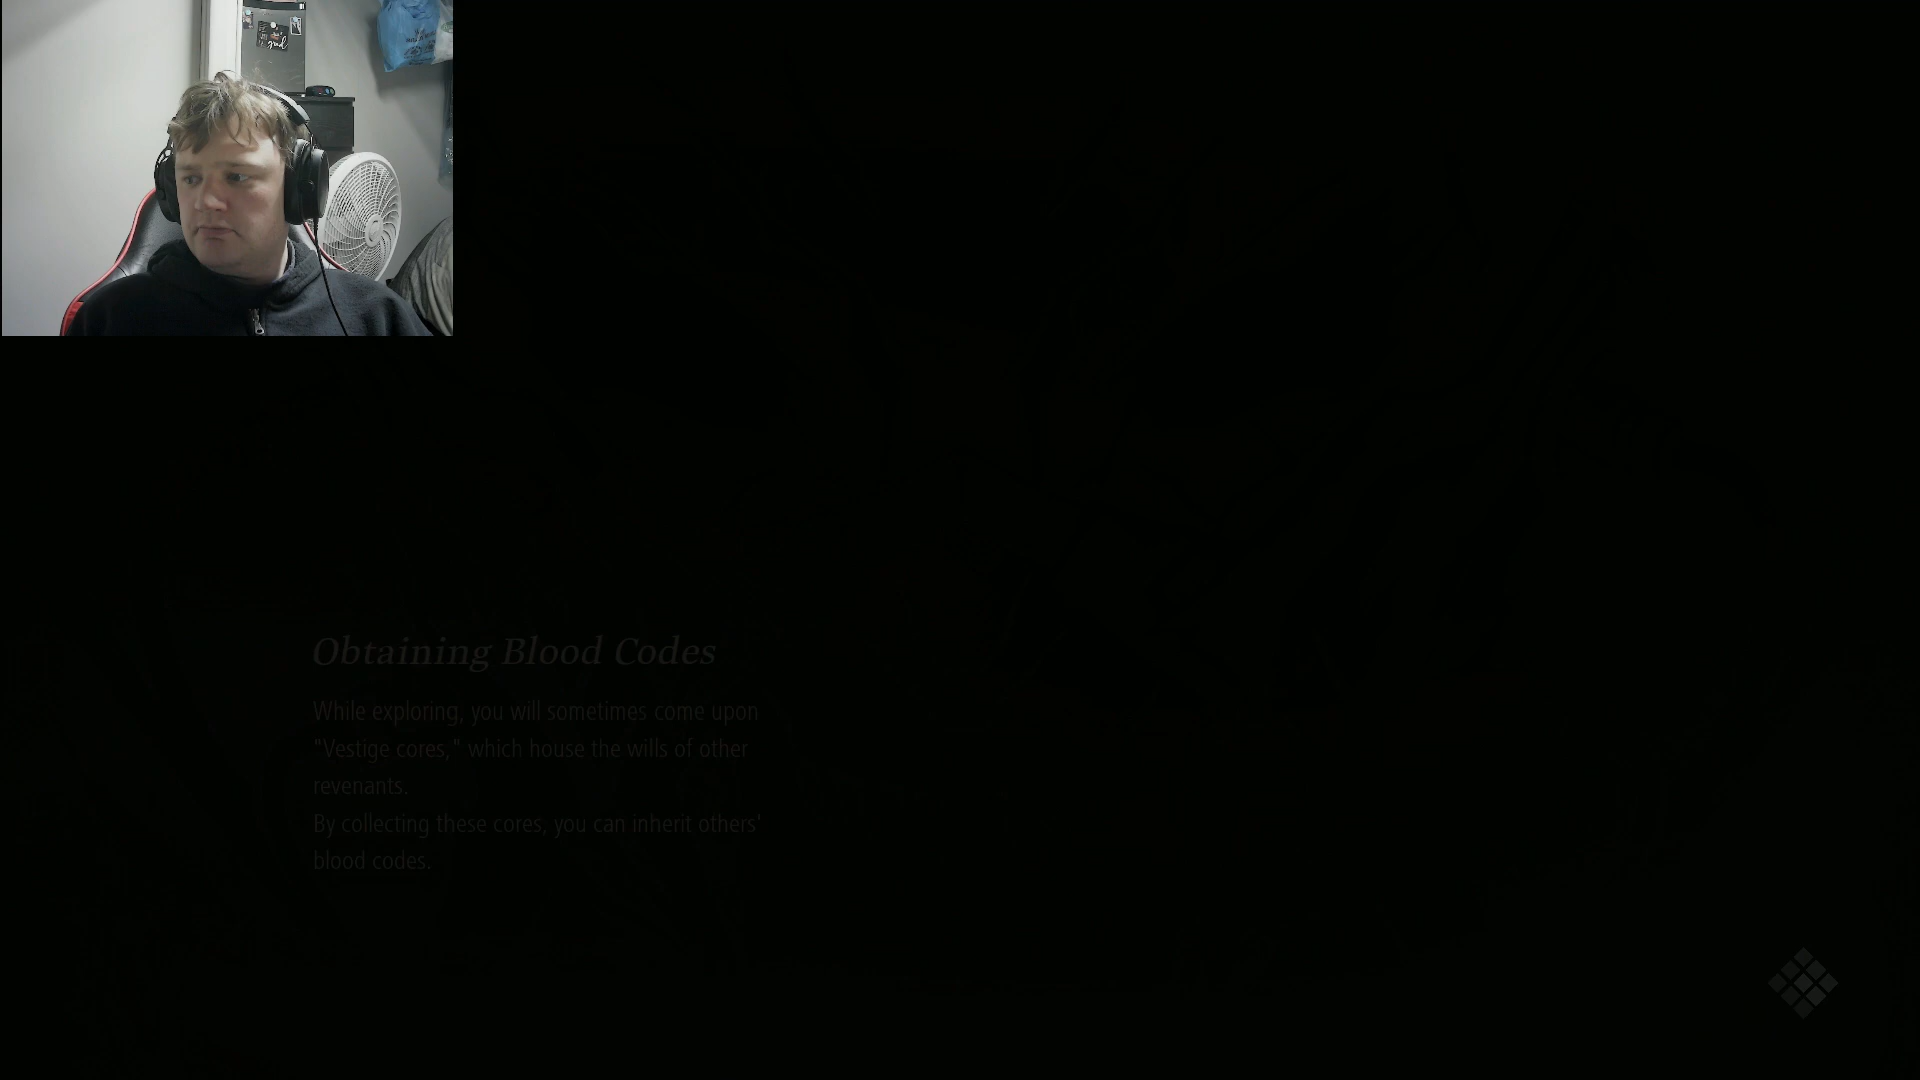 Obtaining Blood Codes
While exploring, you will sometimes come upon
"Vestige cores," which house the wills of other
revenants.
By collecting these cores, you can inherit others'
blood codes.